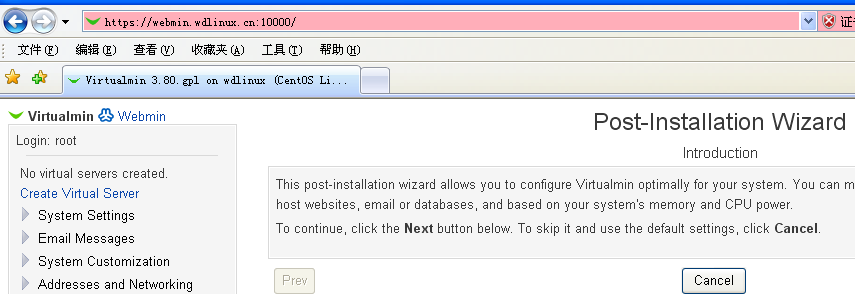 https://webmin.wdlinux.cn:10000/
证
文件(F) 编辑(E) 查看(V) 收藏夹(A) 工具(T) 帮助(H)
Virtualmin 3.80.gpl on wdlinux (CentOS Li...
Virtualmin Webmin
Login: root
No virtual servers created.
Create Virtual Server
System Settings
Email Messages
System Customization
Addresses and Networking
Post-Installation Wizard
Introduction
This post-installation wizard allows you to configure Virtualmin optimally for your system. You can m
host websites, email or databases, and based on your system's memory and CPU power.
To continue, click the Next button below. To skip it and use the default settings, click Cancel.
Prev Cancel